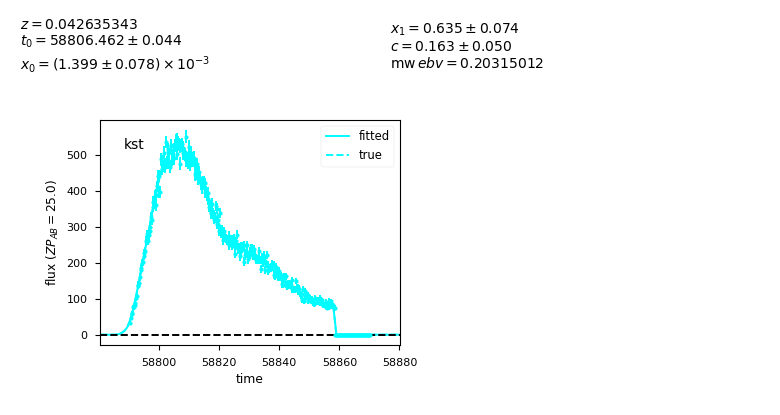 z = 0.042635343
t₀ = 58806.462 ± 0.044
x₀ = (1.399 ± 0.078) × 10⁻³
x₁ = 0.635 ± 0.074
c = 0.163 ± 0.050
mw ebv = 0.20315012
kst
fitted
true
flux (ZP_AB = 25.0)
500
400
300
200
100
0
58800 58820 58840 58860 58880
time